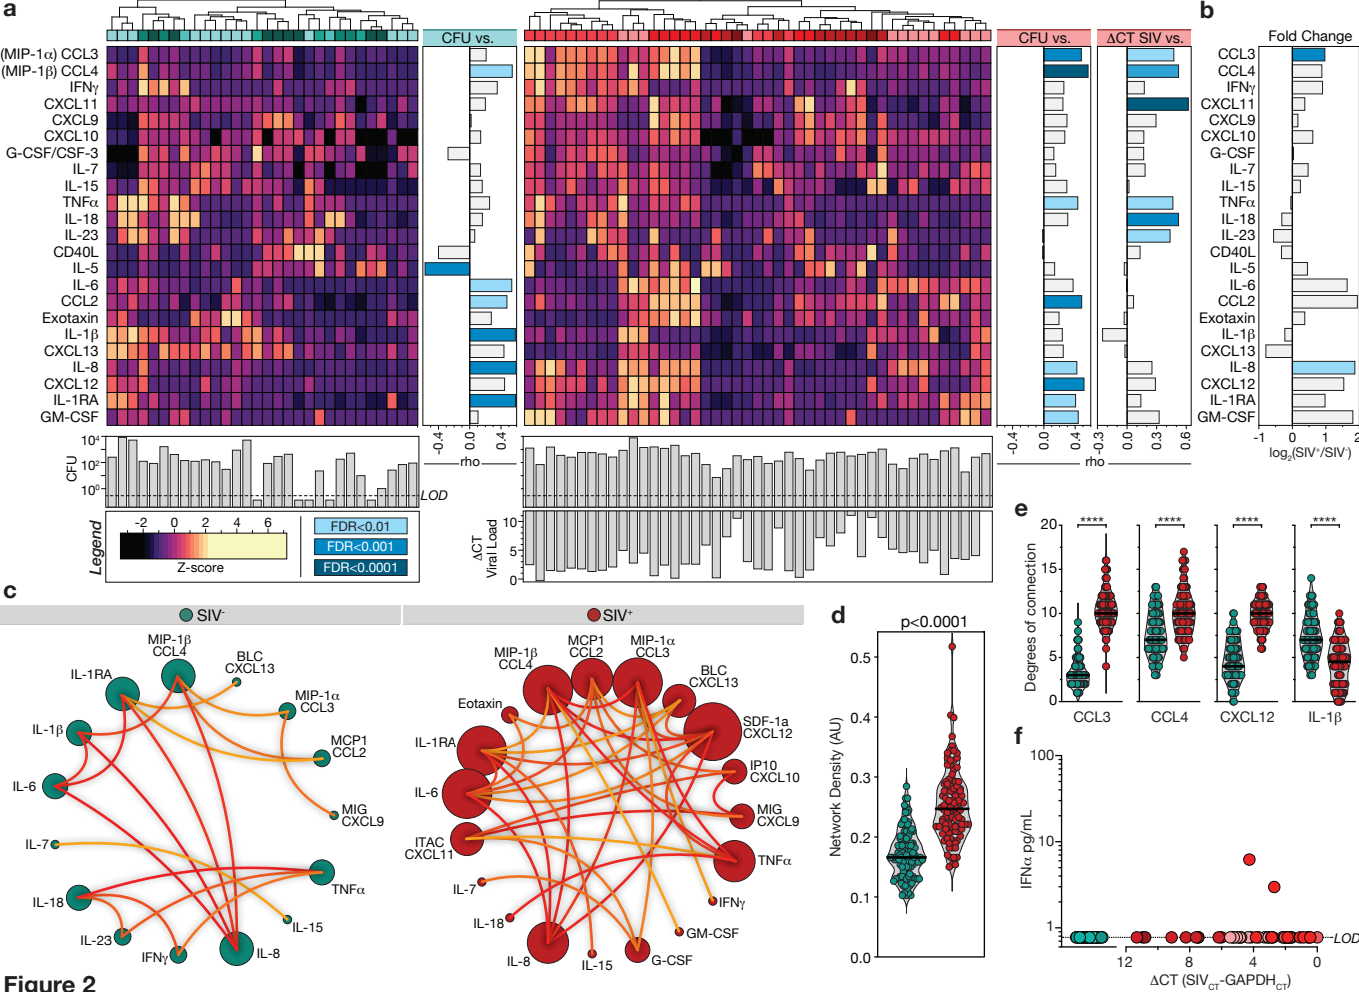 a
CFU vs.
CFU vs.
ΔCT SIV vs.
b
Fold Change
(MIP-1α) CCL3
(MIP-1β) CCL4
IFNγ
CXCL11
CXCL9
CXCL10
G-CSF/CSF-3
IL-7
IL-15
TNFα
IL-18
IL-23
CD40L
IL-5
IL-6
CCL2
Exotaxin
IL-1β
CXCL13
IL-8
CXCL12
IL-1RA
GM-CSF
CCL3
CCL4
IFNγ
CXCL11
CXCL9
CXCL10
G-CSF
IL-7
IL-15
TNFα
IL-18
IL-23
CD40L
IL-5
IL-6
CCL2
Exotaxin
IL-1β
CXCL13
IL-8
CXCL12
IL-1RA
GM-CSF
-0.4 0.0 0.4
rho
-0.4 0.0 0.4
-0.3 0.0 0.3 0.6
rho
-1 0 1 2
log₂(SIV⁺/SIV⁻)
CFU
10⁴
10²
10⁰
LOD
ΔCT
Viral Load
10
5
0
Legend
-2 0 2 4 6
Z-score
FDR<0.01
FDR<0.001
FDR<0.0001
c
SIV⁻
MIP-1β
CCL4
BLC
CXCL13
IL-1RA
MIP-1α
CCL3
IL-1β
MCP1
CCL2
IL-6
MIG
CXCL9
IL-7
TNFα
IL-18
IL-15
IL-23
IFNγ
IL-8
SIV⁺
MCP1
CCL2
MIP-1α
CCL3
MIP-1β
CCL4
BLC
CXCL13
Eotaxin
SDF-1a
CXCL12
IL-1RA
IP10
CXCL10
IL-6
MIG
CXCL9
ITAC
CXCL11
TNFα
IL-7
IFNγ
IL-18
GM-CSF
IL-8
IL-15
G-CSF
d
p<0.0001
Network Density (AU)
0.5
0.4
0.3
0.2
0.1
0.0
e
Degrees of connection
20
15
10
5
0
**** **** **** ****
CCL3 CCL4 CXCL12 IL-1β
f
IFNα pg/mL
100
10
1
LOD
12 8 4 0
ΔCT (SIV_CT-GAPDH_CT)
Figure 2